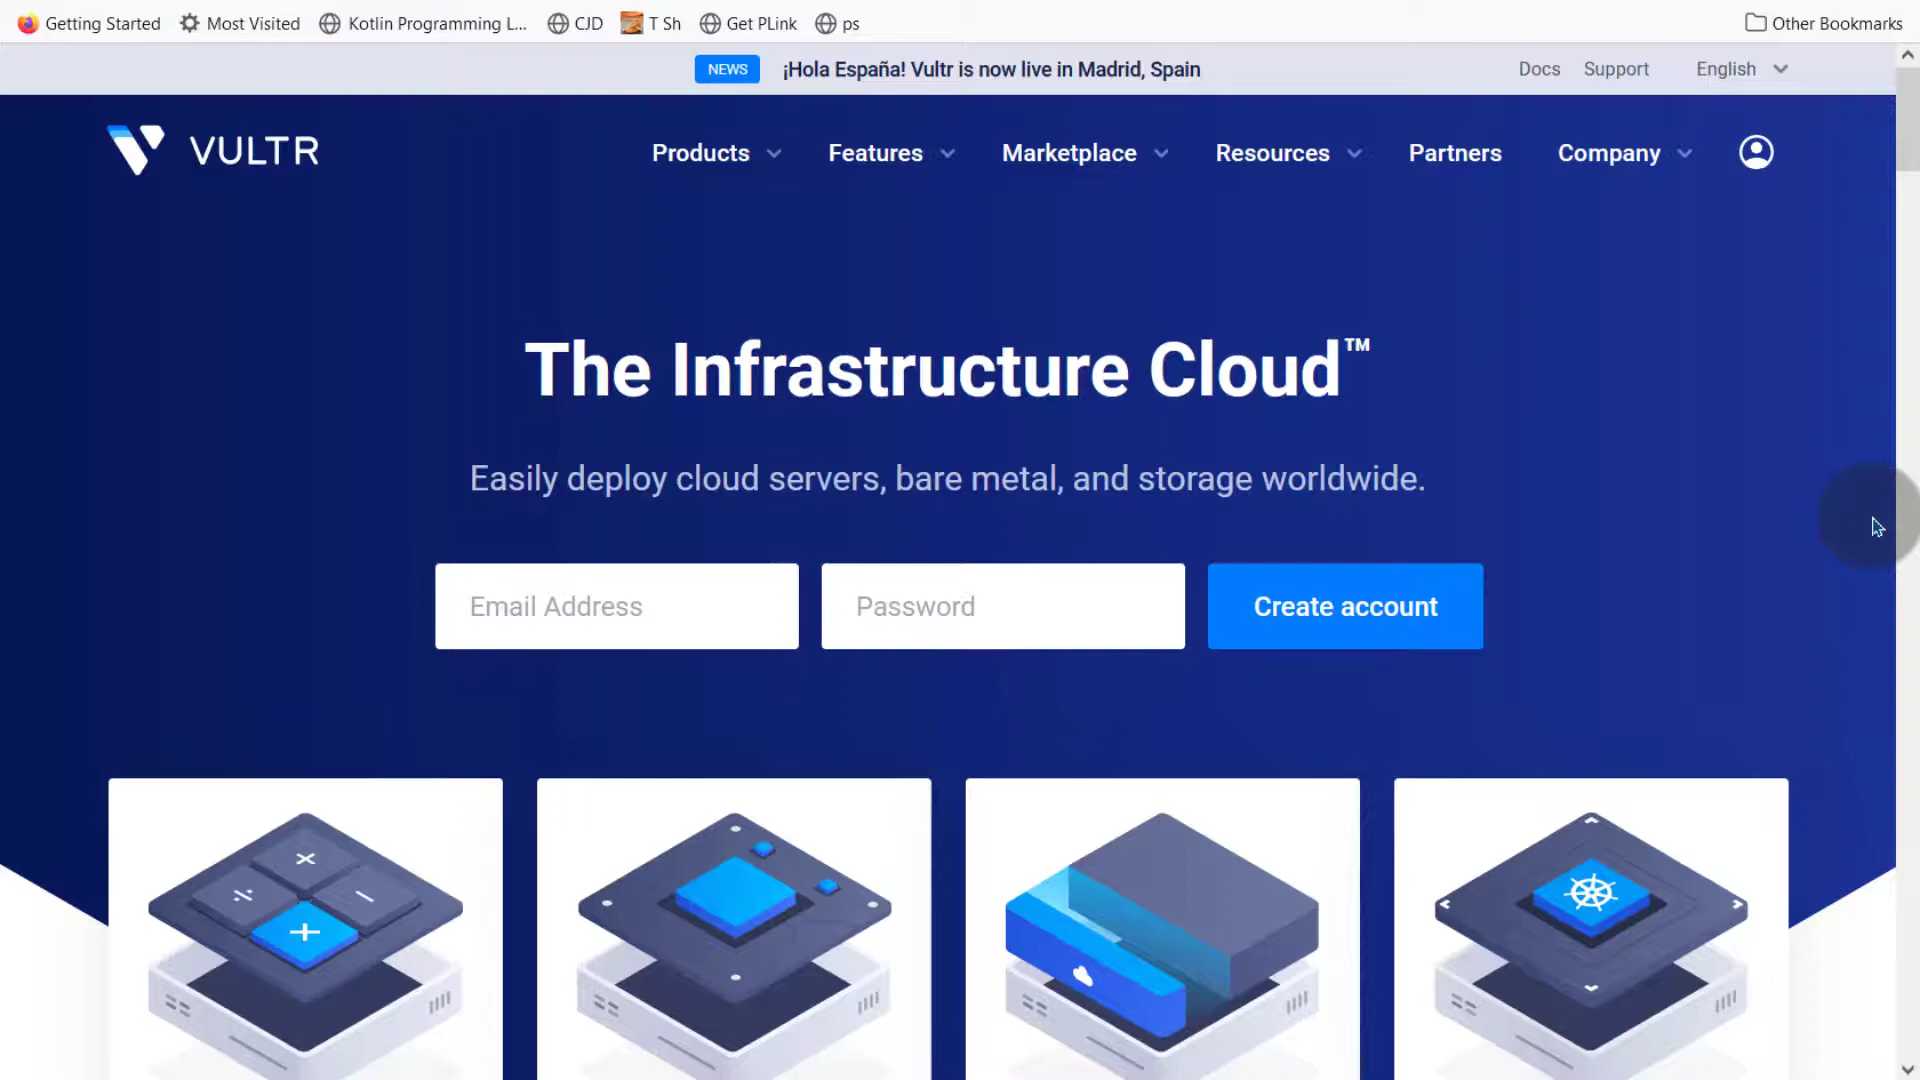 Getting Started Most Visited Kotlin Programming L... CJD T Sh Get PLink ps Other Bookmarks
NEWS ¡Hola España! Vultr is now live in Madrid, Spain Docs Support English
VULTR Products Features Marketplace Resources Partners Company
The Infrastructure Cloud™
Easily deploy cloud servers, bare metal, and storage worldwide.
Email Address Password Create account